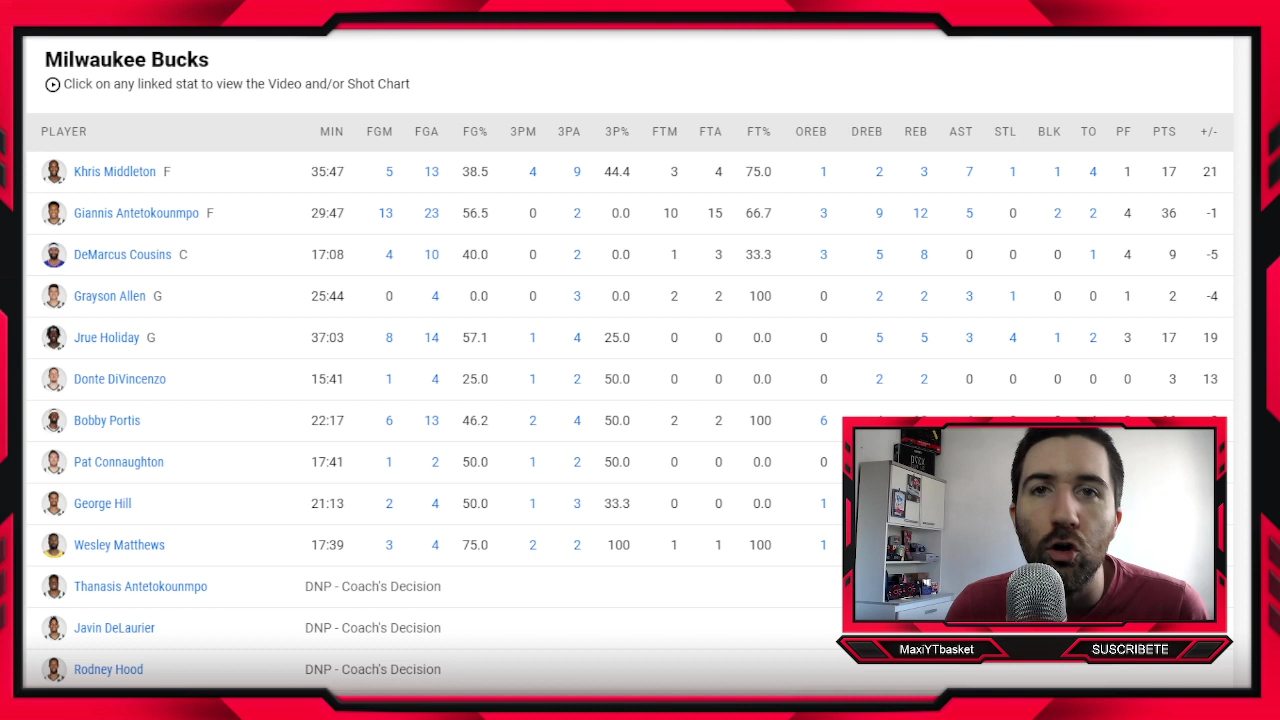 Milwaukee Bucks
Click on any linked stat to view the Video and/or Shot Chart
PLAYER MIN FGM FGA FG% 3PM 3PA 3P% FTM FTA FT% OREB DREB REB AST STL BLK TO PF PTS +/-
Khris Middleton F 35:47 5 13 38.5 4 9 44.4 3 4 75.0 1 2 3 7 1 1 4 1 17 21
Giannis Antetokounmpo F 29:47 13 23 56.5 0 2 0.0 10 15 66.7 3 9 12 5 0 2 2 4 36 -1
DeMarcus Cousins C 17:08 4 10 40.0 0 2 0.0 1 3 33.3 3 5 8 0 0 0 1 4 9 -5
Grayson Allen G 25:44 0 4 0.0 0 3 0.0 2 2 100 0 2 2 3 1 0 0 1 2 -4
Jrue Holiday G 37:03 8 14 57.1 1 4 25.0 0 0 0.0 0 5 5 3 4 1 2 3 17 19
Donte DiVincenzo 15:41 1 4 25.0 1 2 50.0 0 0 0.0 0 2 2 0 0 0 0 0 3 13
Bobby Portis 22:17 6 13 46.2 2 4 50.0 2 2 100 6
Pat Connaughton 17:41 1 2 50.0 1 2 50.0 0 0 0.0 0
George Hill 21:13 2 4 50.0 1 3 33.3 0 0 0.0 1
Wesley Matthews 17:39 3 4 75.0 2 2 100 1 1 100 1
Thanasis Antetokounmpo DNP - Coach's Decision
Javin DeLaurier DNP - Coach's Decision
Rodney Hood DNP - Coach's Decision
MaxiYTbasket SUSCRIBETE